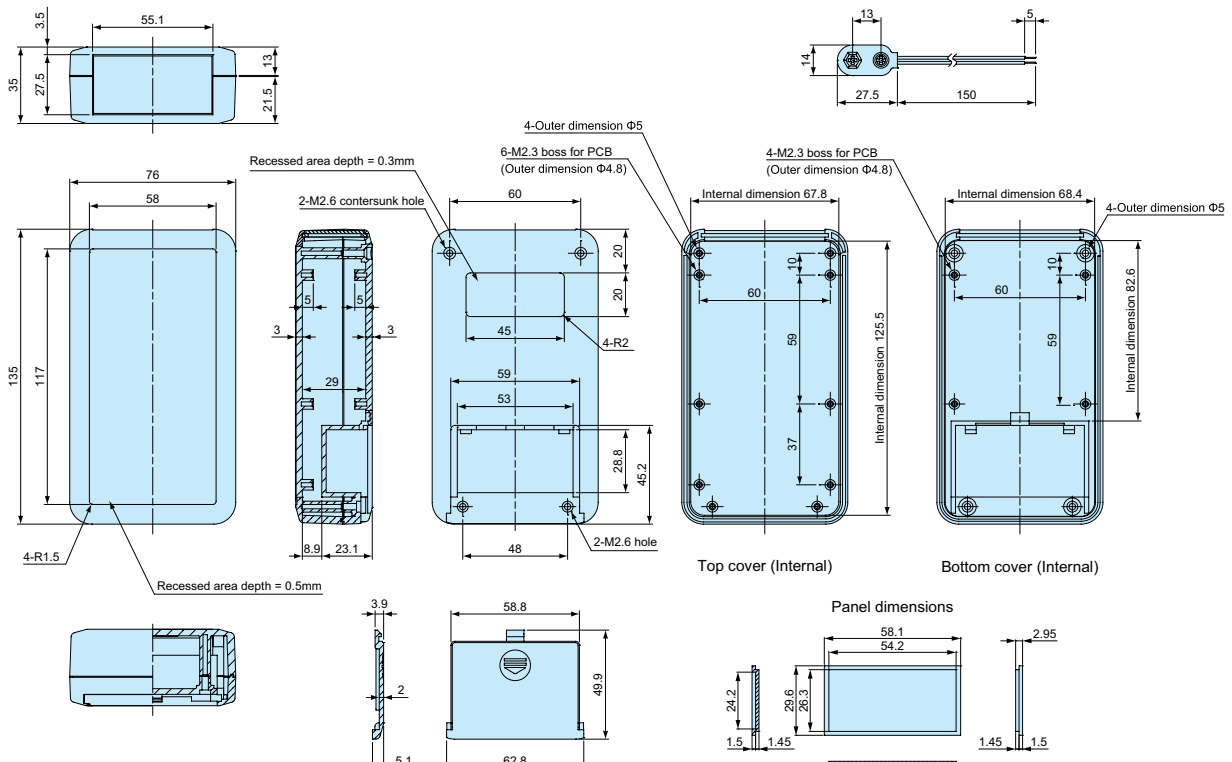 55.1
3.5
35
27.5
13
21.5
13
5
14
27.5
150
76
58
135
117
4-R1.5
Recessed area depth = 0.5mm
5
5
3
3
29
8.9
23.1
Recessed area depth = 0.3mm
2-M2.6 contersunk hole
60
20
20
45
4-R2
59
53
28.8
45.2
48
2-M2.6 hole
4-Outer dimension Φ5
6-M2.3 boss for PCB
(Outer dimension Φ4.8)
Internal dimension 67.8
10
60
59
37
Internal dimension 125.5
Top cover (Internal)
4-M2.3 boss for PCB
(Outer dimension Φ4.8)
Internal dimension 68.4
4-Outer dimension Φ5
10
60
59
Internal dimension 82.6
Bottom cover (Internal)
3.9
2
5.1
58.8
49.9
62.8
Panel dimensions
58.1
54.2
2.95
24.2
29.6
26.3
1.5
1.45
1.45
1.5